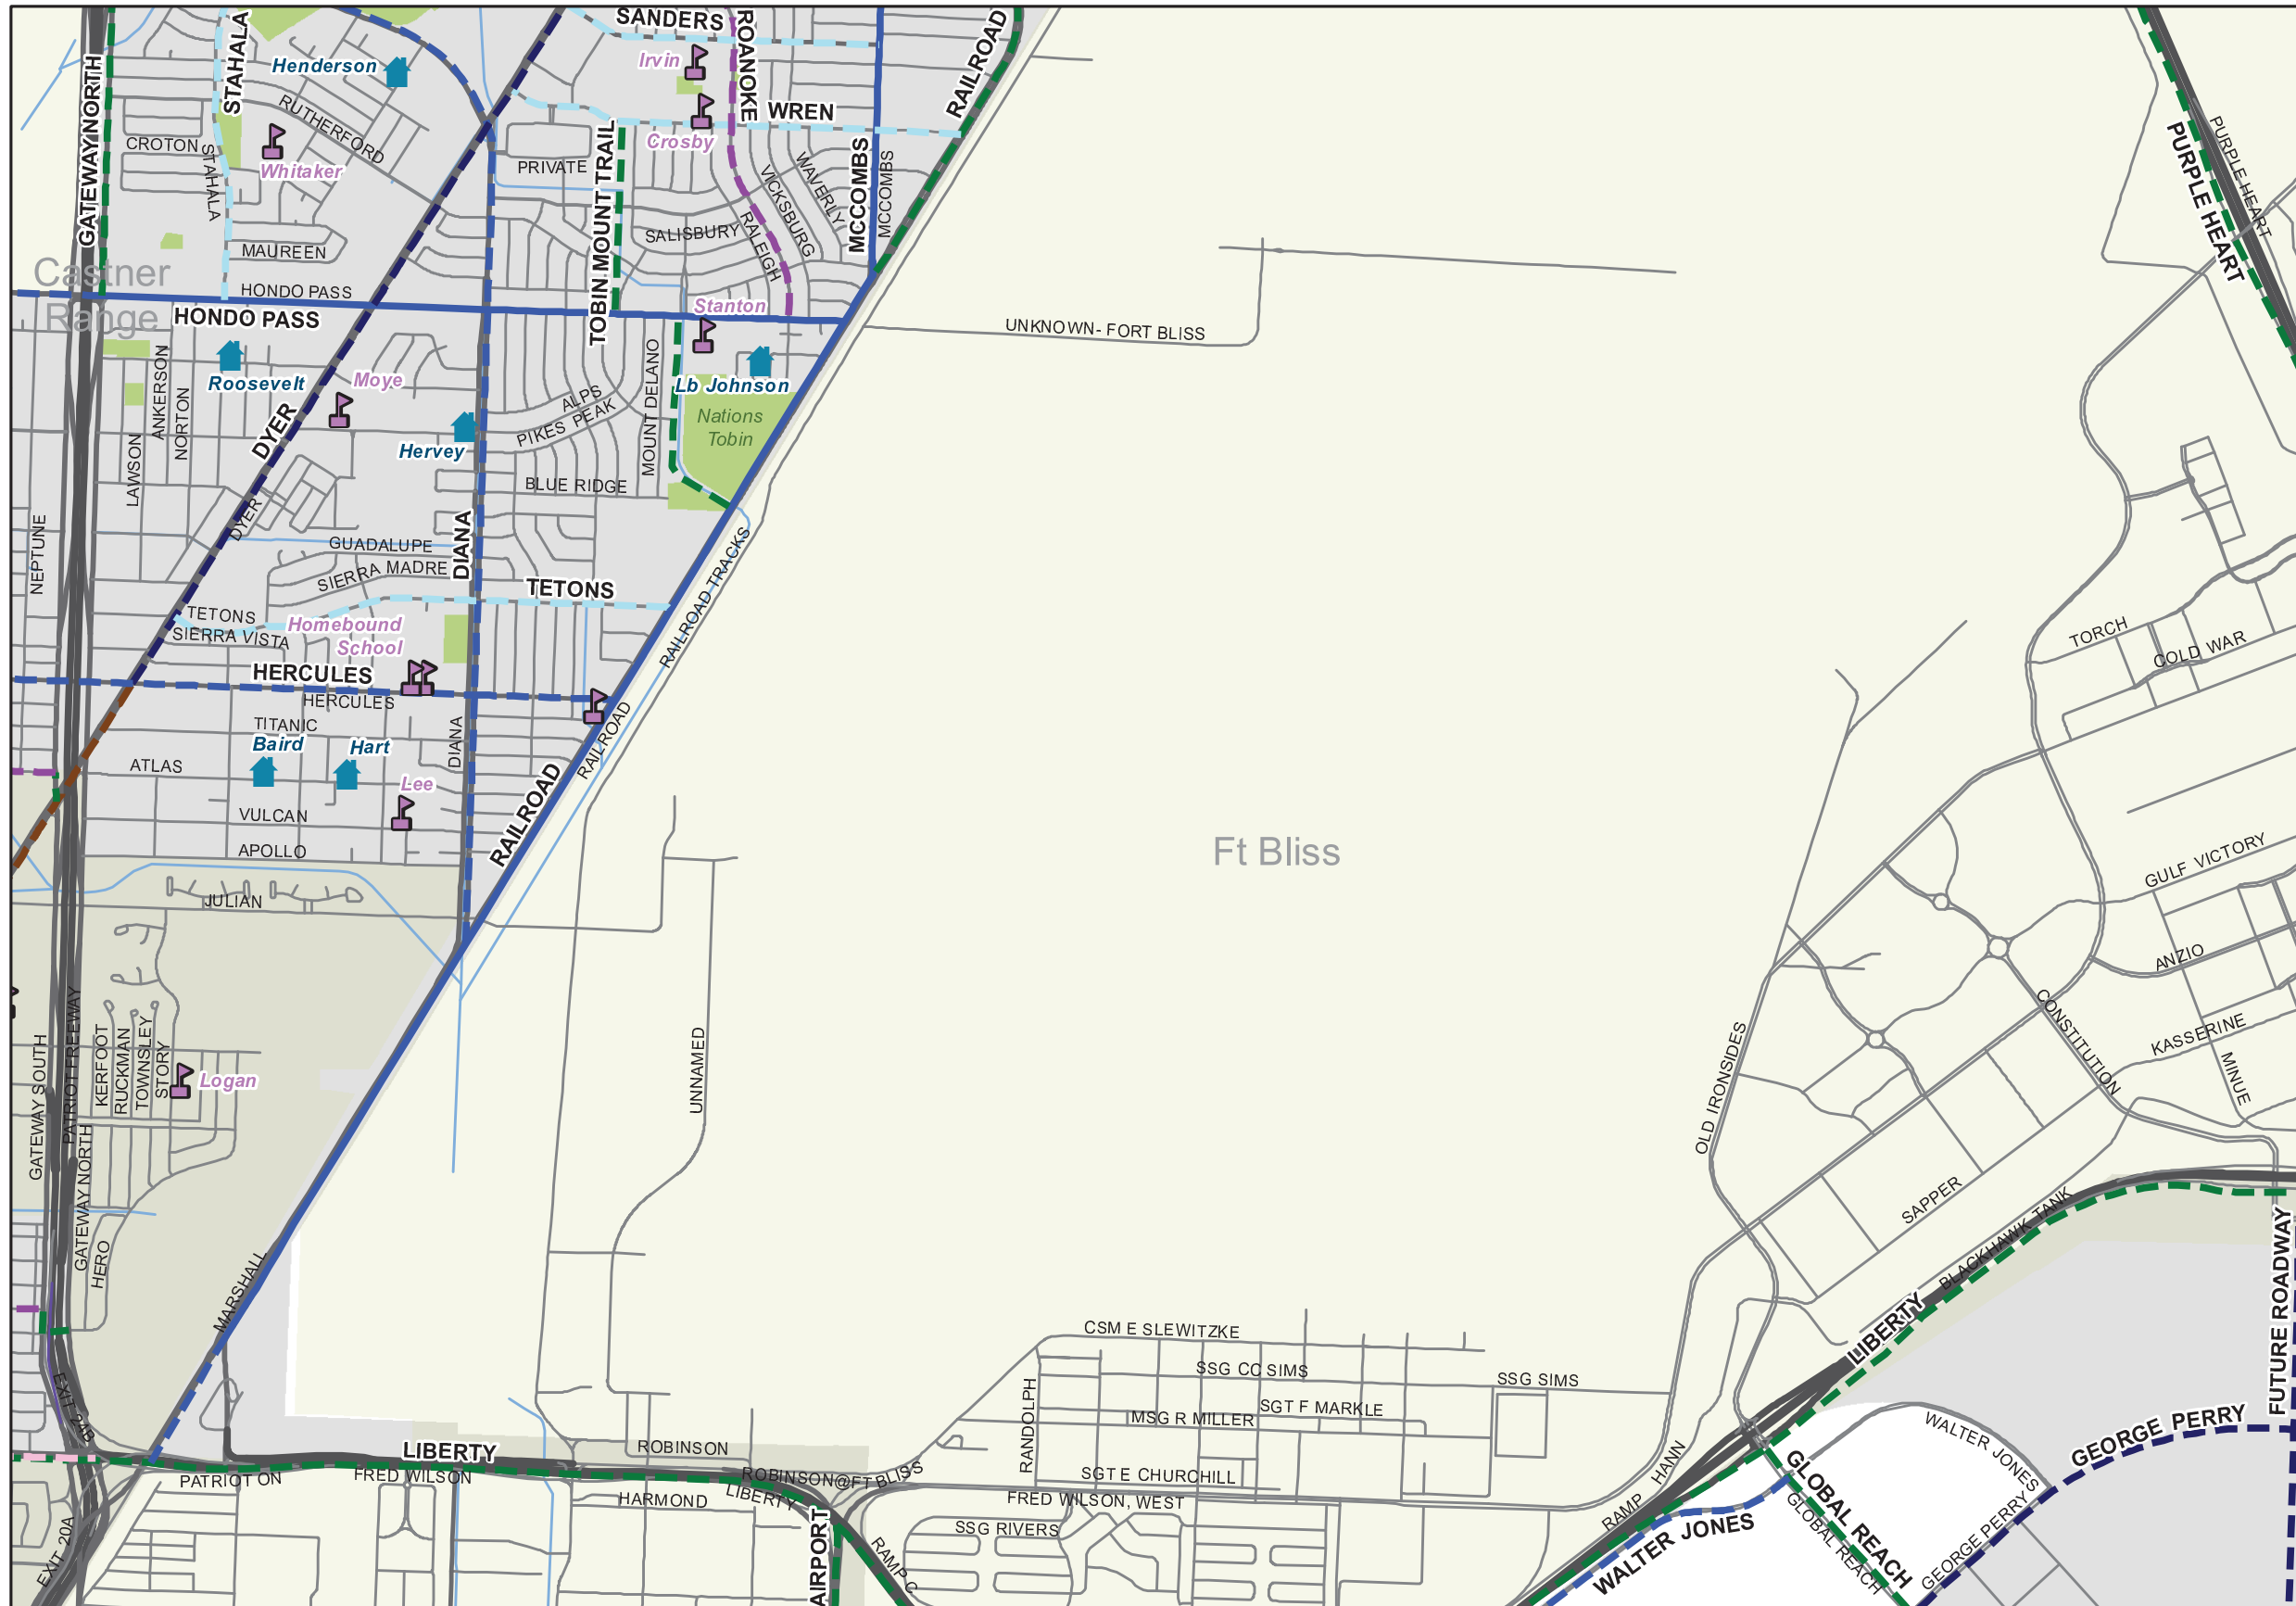 SANDERS
ROANOKE
RAILROAD
STAHALA
GATEWAY NORTH
Henderson
Irvin
WREN
Crosby
RUTHERFORD
CROTON
STAHALA
Whitaker
PRIVATE
TOBIN MOUNT TRAIL
VICKSBURG
WAVERLY
MCCOMBS
MCCOMBS
PURPLE HEART
PURPLE HEART
SALISBURY
RALEIGH
MAUREEN
Castner
Range
HONDO PASS
HONDO PASS
Stanton
UNKNOWN- FORT BLISS
Roosevelt
Moye
Lb Johnson
ANKERSON
NORTON
LAWSON
DYER
ALPS
PIKES PEAK
MOUNT DELANO
Nations
Tobin
Hervey
BLUE RIDGE
DYER
NEPTUNE
DIANA
GUADALUPE
SIERRA MADRE
TETONS
RAILROAD TRACKS
TETONS
SIERRA VISTA
Homebound
School
TORCH
COLD WAR
HERCULES
HERCULES
TITANIC
DIANA
RAILROAD
Baird
Hart
ATLAS
Lee
VULCAN
RAILROAD
APOLLO
Ft Bliss
GULF VICTORY
JULIAN
ANZIO
CONSTITUTION
KASSERINE
MINUE
GATEWAY SOUTH
PATRIOT FREEWAY
KERFOOT
RUCKMAN
TOWNSLEY
STORY
Logan
UNNAMED
OLD IRONSIDES
GATEWAY NORTH
HERO
SAPPER
BLACKHAWK TANK
MARSHALL
LIBERTY
FUTURE ROADWAY
CSM E SLEWITZKE
SSG CC SIMS
SSG SIMS
RANDOLPH
MSG R MILLER
SGT F MARKLE
EXIT 24B
LIBERTY
ROBINSON
PATRIOT ON
FRED WILSON
ROBINSON@FT BLISS
SGT E CHURCHILL
FRED WILSON, WEST
HARMOND
LIBERTY
SSG RIVERS
AIRPORT
RAMP C
EXIT 20A
RAMP
HANN
WALTER JONES
GLOBAL REACH
GLOBAL REACH
WALTER JONES
GEORGE PERRY
GEORGE PERRY